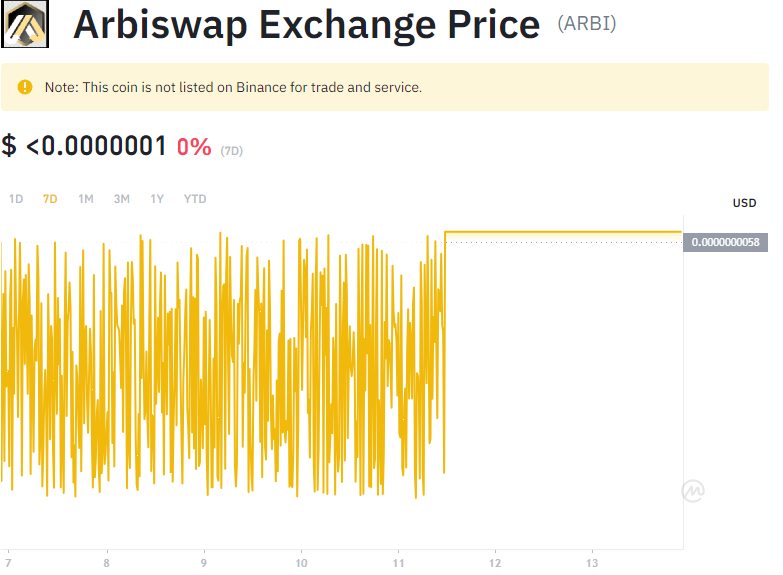 Arbiswap Exchange Price (ARBI)
Note: This coin is not listed on Binance for trade and service.
$ <0.0000001 0% (7D)
1D 7D 1M 3M 1Y YTD
USD
0.0000000058
7 8 9 10 11 12 13